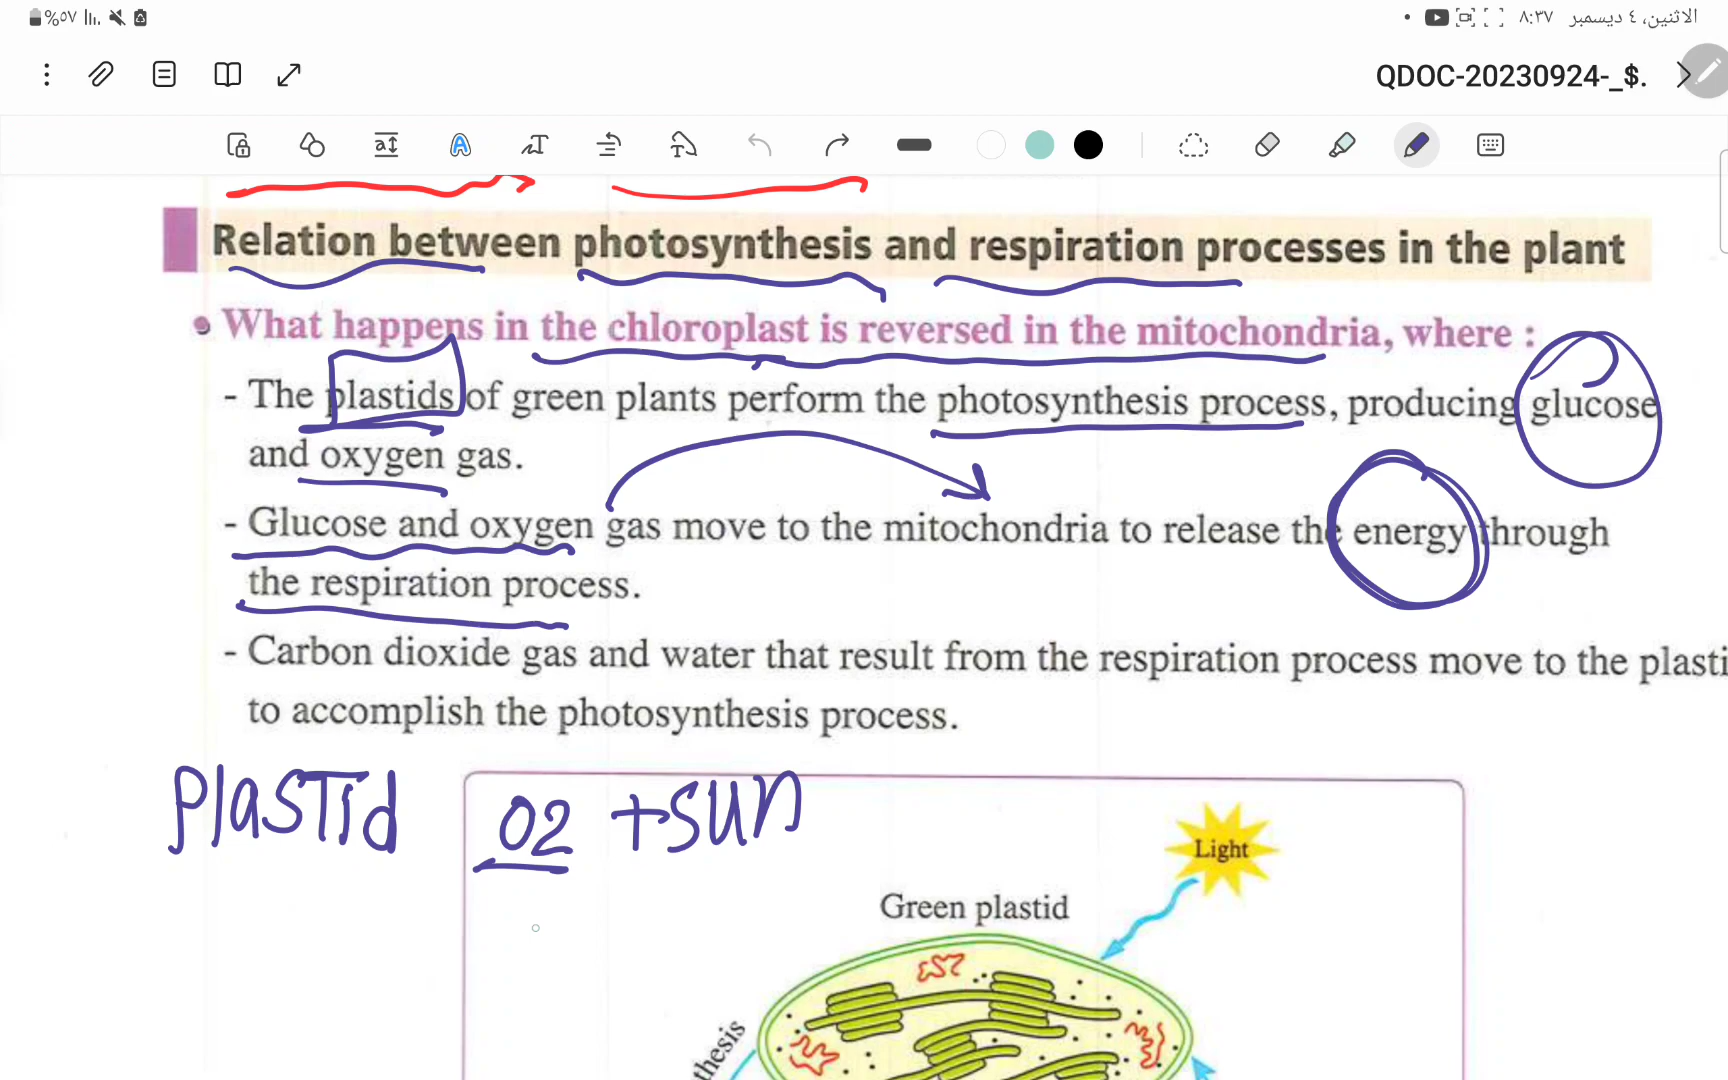 %٥٧
الاثنين، ٤ ديسمبر ٨:٣٧
QDOC-20230924-_$.
Relation between photosynthesis and respiration processes in the plant
• What happens in the chloroplast is reversed in the mitochondria, where :
- The plastids of green plants perform the photosynthesis process, producing glucose
and oxygen gas.
- Glucose and oxygen gas move to the mitochondria to release the energy through
the respiration process.
- Carbon dioxide gas and water that result from the respiration process move to the plasti
to accomplish the photosynthesis process.
PlasTid O2 +sun
Light
Green plastid
thesis